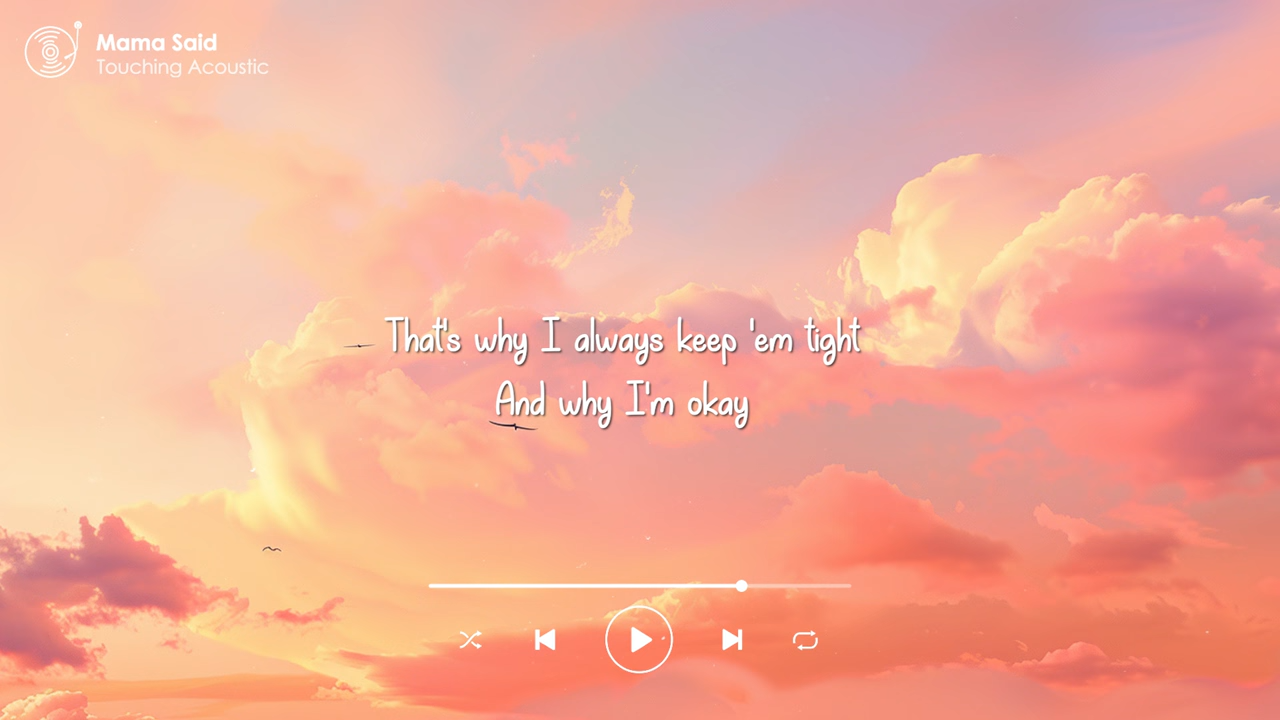 Mama Said
Touching Acoustic
That's why I always keep 'em tight
And why I'm okay